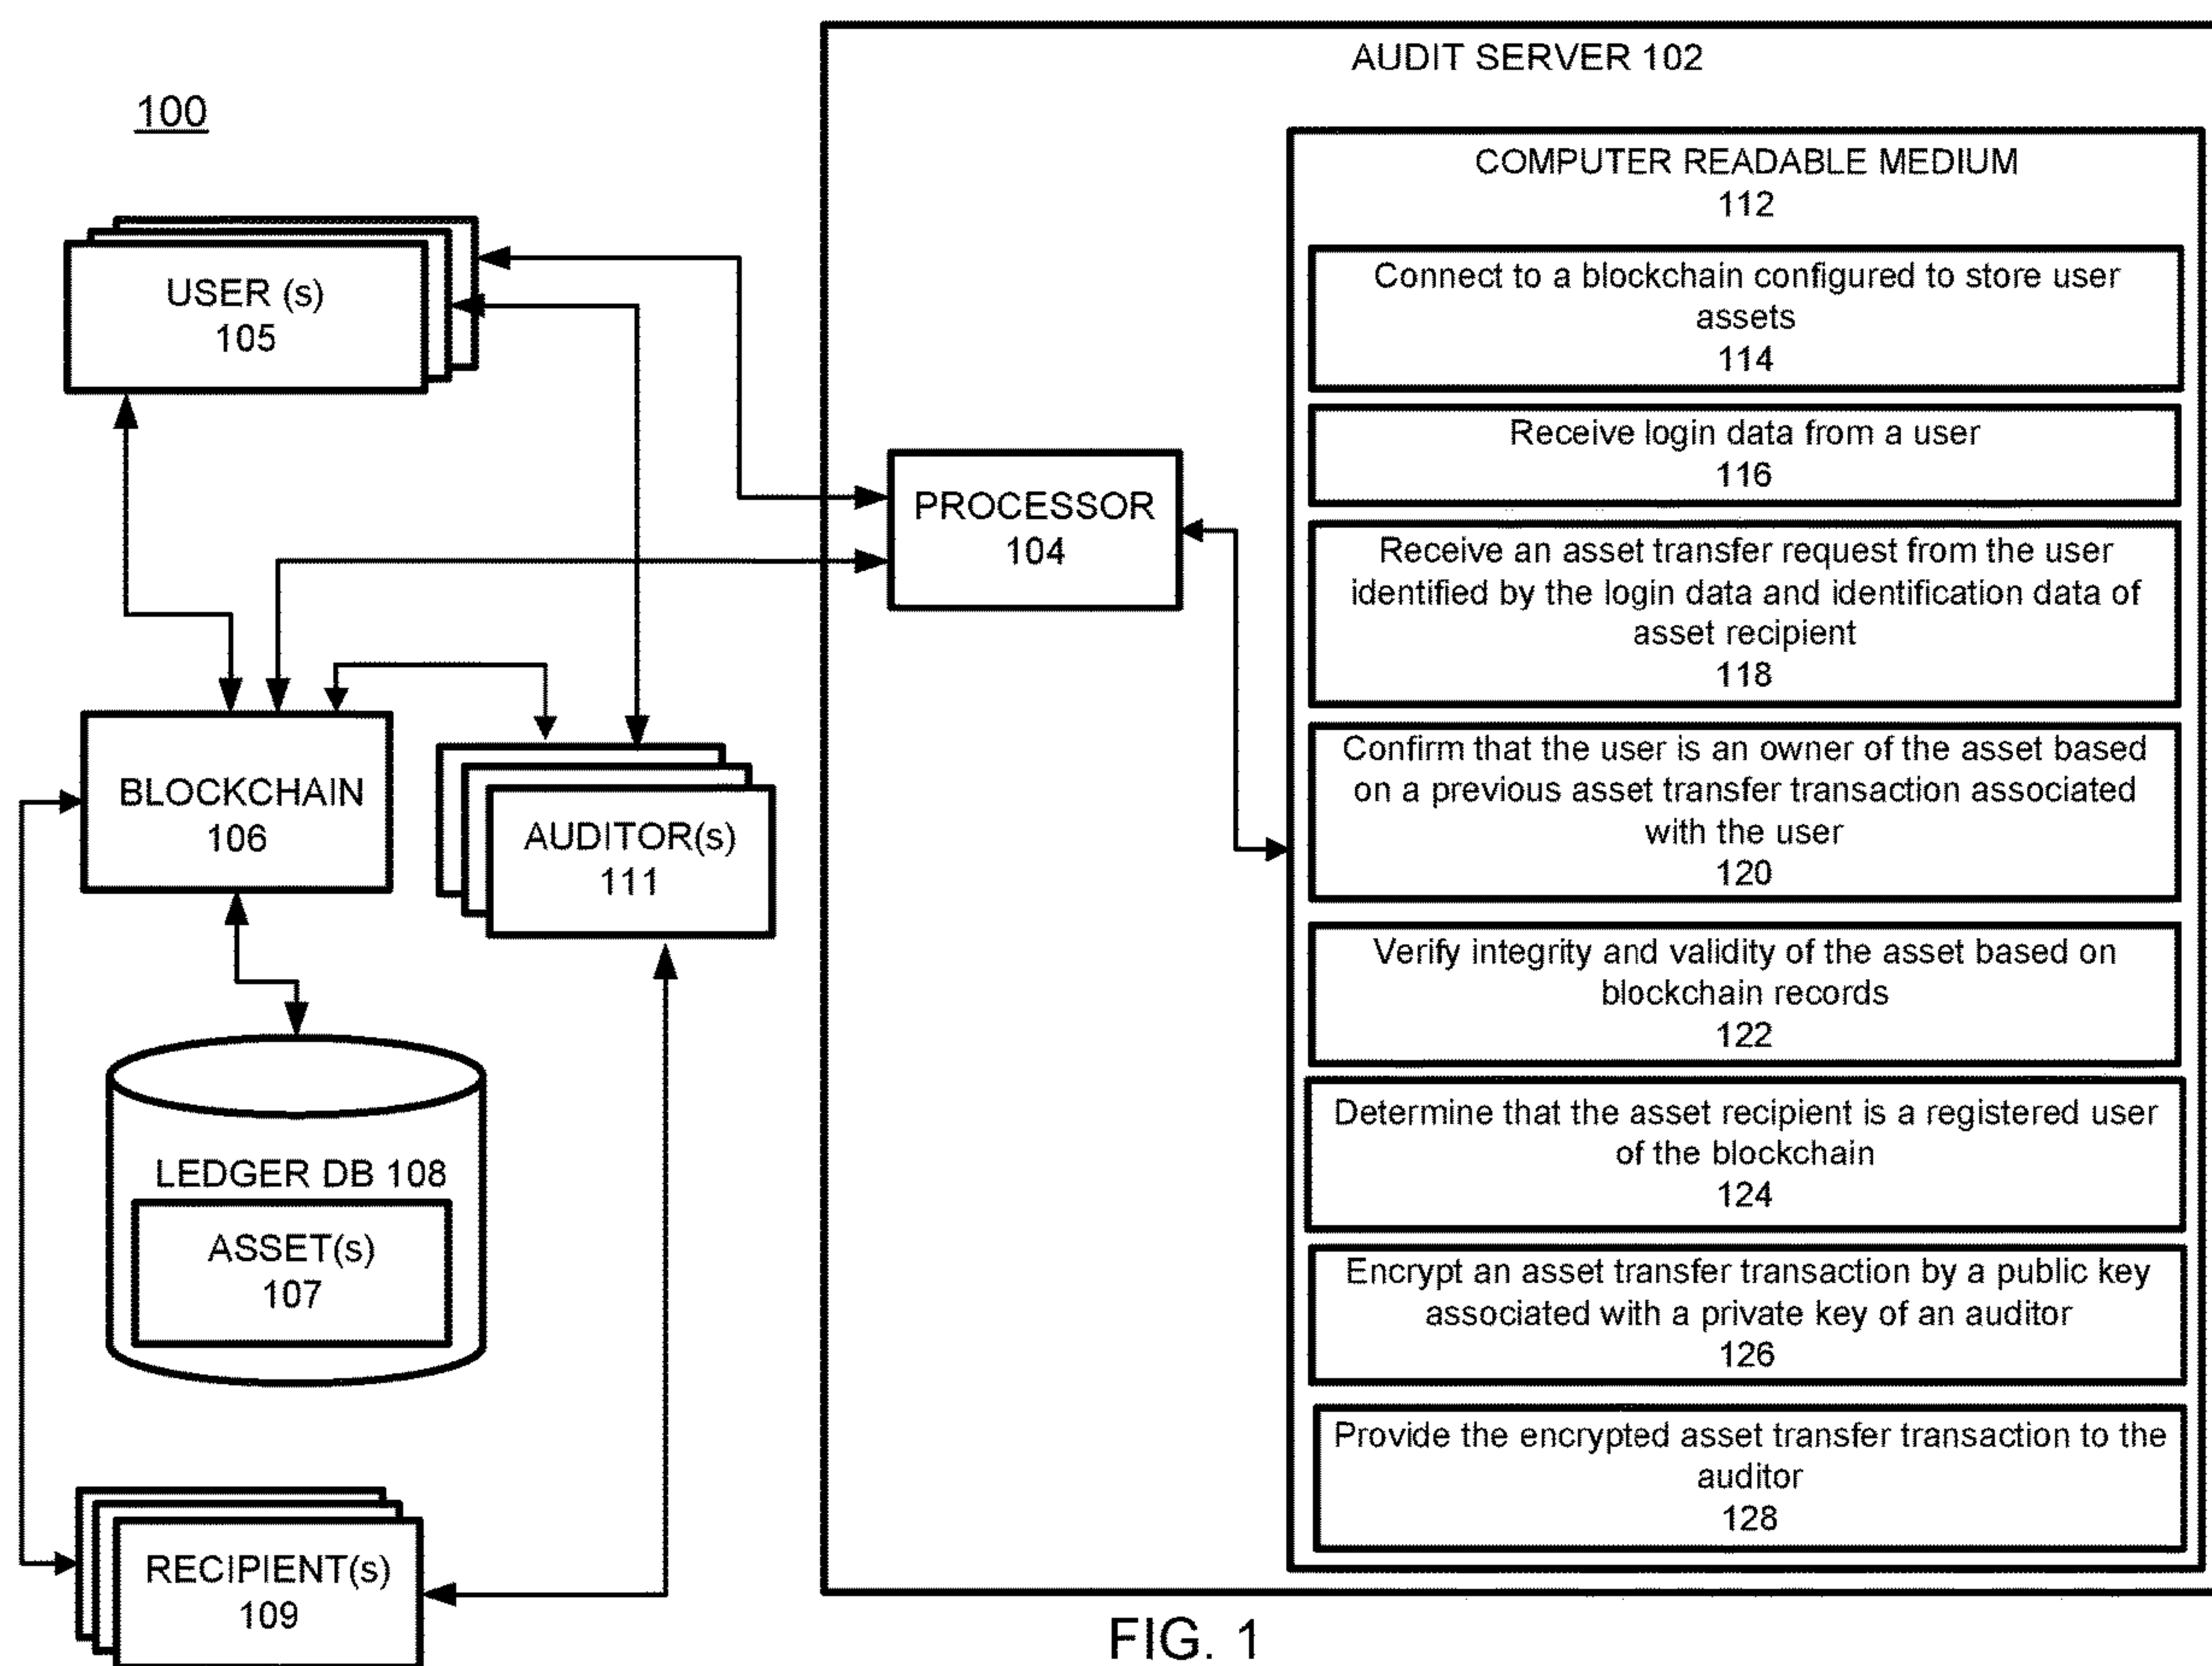 100
AUDIT SERVER 102
COMPUTER READABLE MEDIUM
112
USER (s)
105
Connect to a blockchain configured to store user
assets
114
Receive login data from a user
116
PROCESSOR
104
Receive an asset transfer request from the user
identified by the login data and identification data of
asset recipient
118
BLOCKCHAIN
106
AUDITOR(s)
111
Confirm that the user is an owner of the asset based
on a previous asset transfer transaction associated
with the user
120
Verify integrity and validity of the asset based on
blockchain records
122
LEDGER DB 108
ASSET(s)
107
Determine that the asset recipient is a registered user
of the blockchain
124
Encrypt an asset transfer transaction by a public key
associated with a private key of an auditor
126
Provide the encrypted asset transfer transaction to the
auditor
128
RECIPIENT(s)
109
FIG. 1